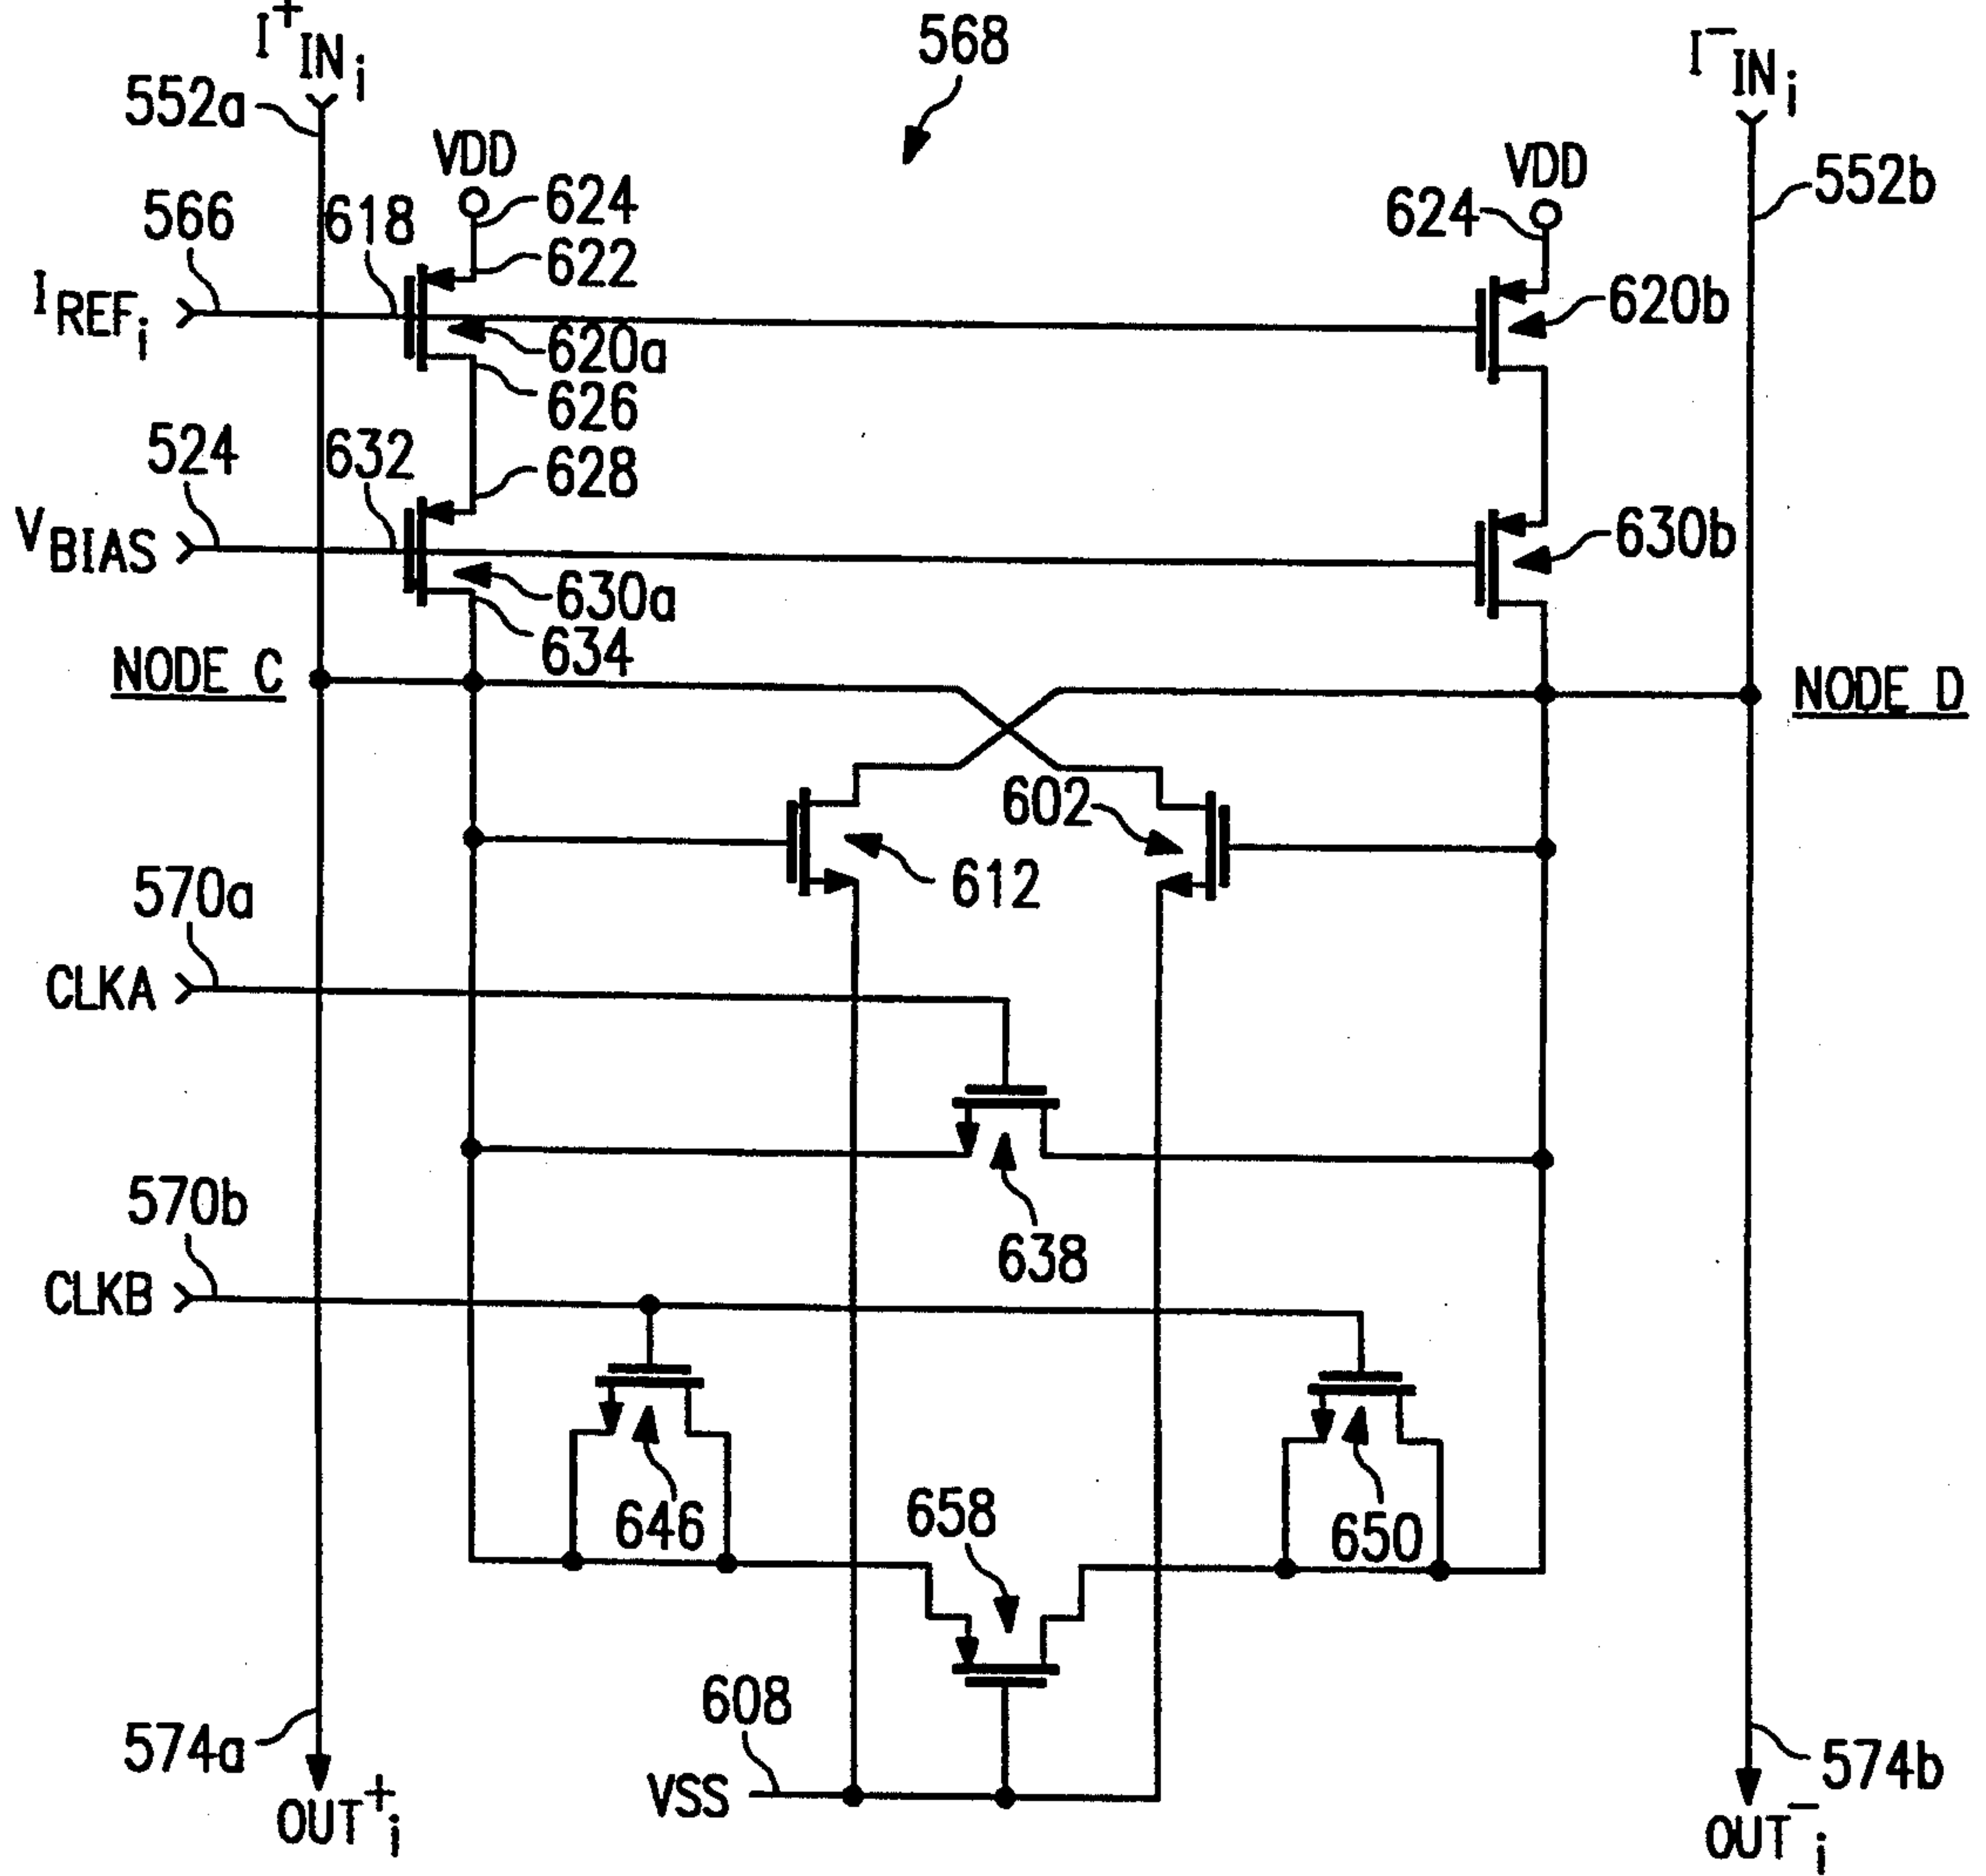 I+INi
568
I-INi
552a
VDD
VDD
552b
566
618
624
624
IREFi
622
620b
620a
626
524
632
628
VBIAS
630b
630a
634
NODE C
NODE D
602
612
570a
CLKA
570b
638
CLKB
646
658
650
608
574a
VSS
574b
OUT+i
OUT-i